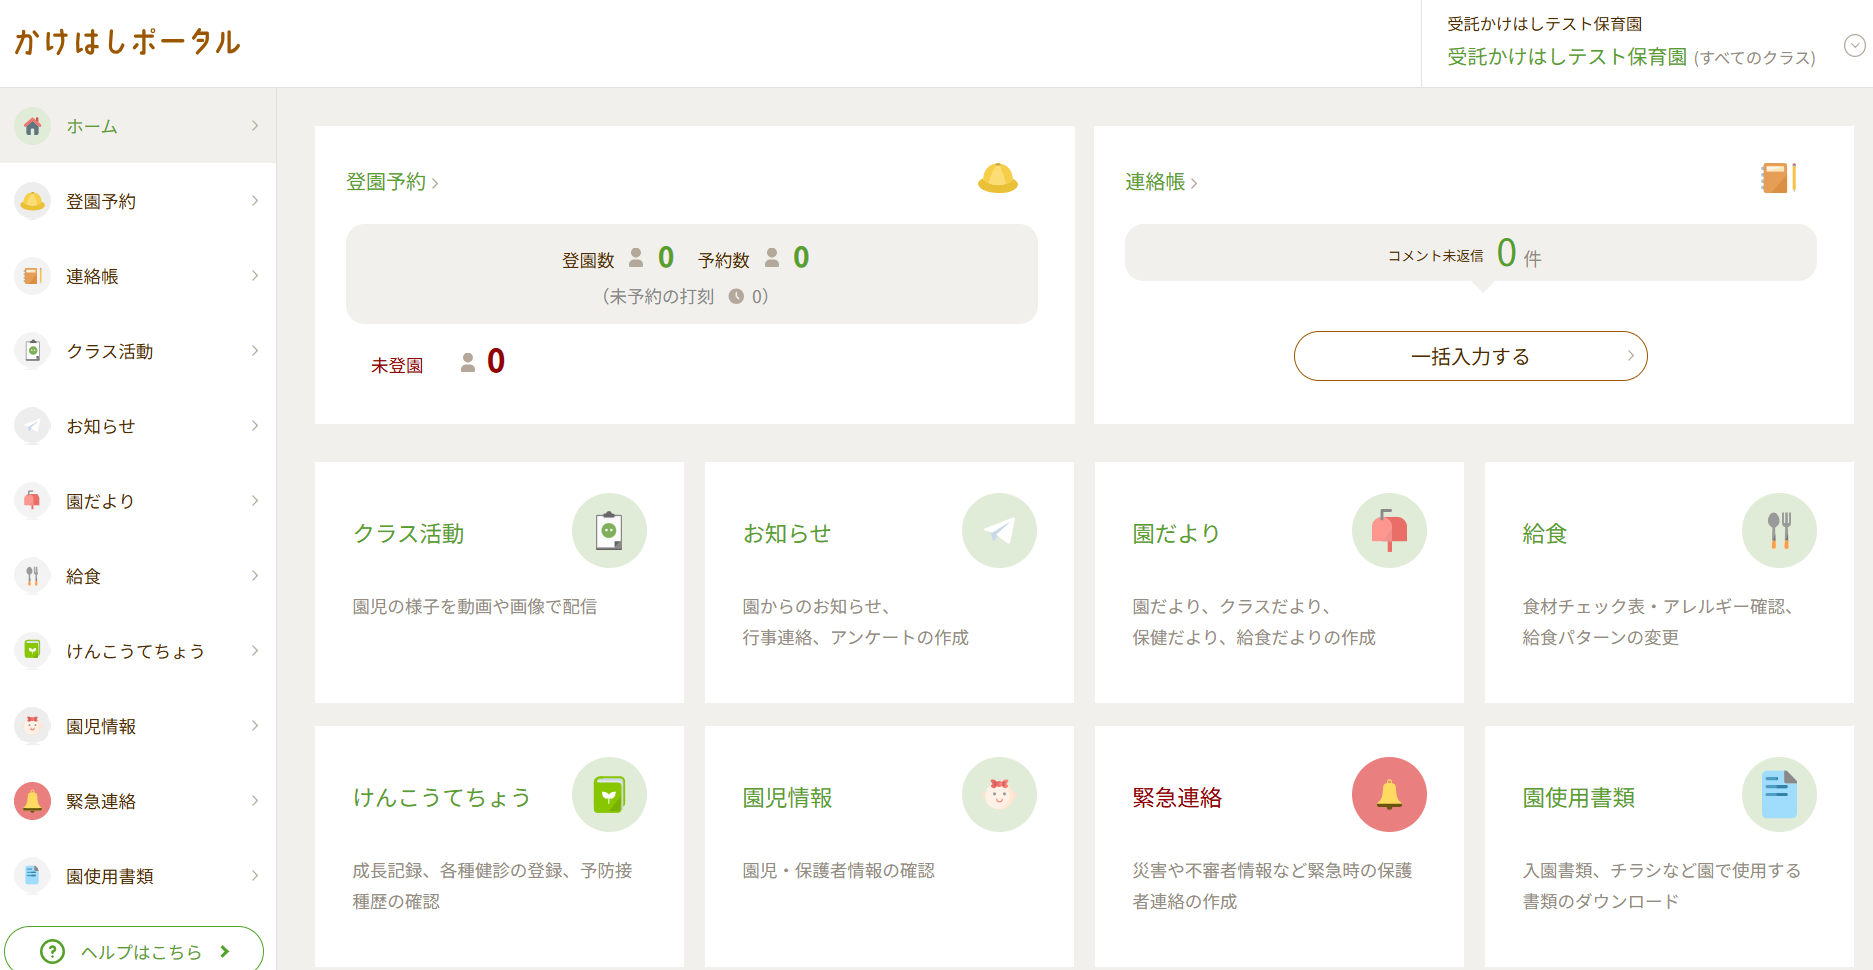 かけはしポータル
受託かけはしテスト保育園
受託かけはしテスト保育園 (すべてのクラス)
ホーム
登園予約
連絡帳
クラス活動
お知らせ
園だより
給食
けんこうてちょう
園児情報
緊急連絡
園使用書類
ヘルプはこちら
登園予約
登園数 0 予約数 0
（未予約の打刻 0）
未登園 0
連絡帳
コメント未返信 0 件
一括入力する
クラス活動
園児の様子を動画や画像で配信
お知らせ
園からのお知らせ、
行事連絡、アンケートの作成
園だより
園だより、クラスだより、
保健だより、給食だよりの作成
給食
食材チェック表・アレルギー確認、
給食パターンの変更
けんこうてちょう
成長記録、各種健診の登録、予防接
種歴の確認
園児情報
園児・保護者情報の確認
緊急連絡
災害や不審者情報など緊急時の保護
者連絡の作成
園使用書類
入園書類、チラシなど園で使用する
書類のダウンロード